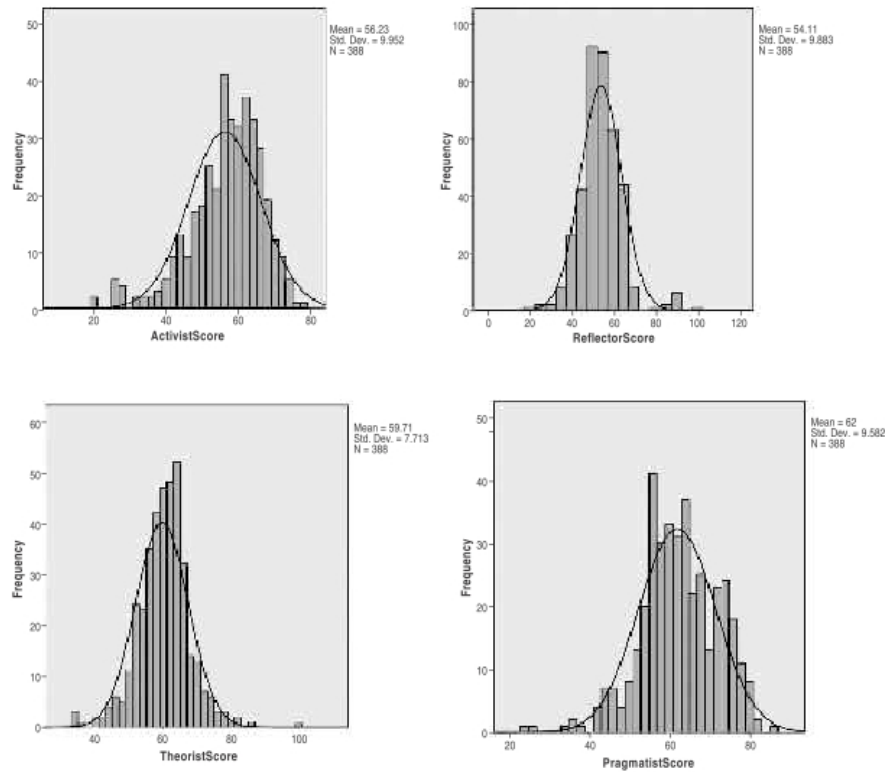 50
40
30
20
10
0
Frequency
20 40 60 80
ActivistScore
Mean = 56.23
Std. Dev. = 9.952
N = 388
100
80
60
40
20
0
Frequency
0 20 40 60 80 100 120
ReflectorScore
Mean = 54.11
Std. Dev. = 9.883
N = 388
60
50
40
30
20
10
0
Frequency
40 60 80 100
TheoristScore
Mean = 59.71
Std. Dev. = 7.713
N = 388
50
40
30
20
10
0
Frequency
20 40 60 80
PragmatistScore
Mean = 62
Std. Dev. = 9.582
N = 388